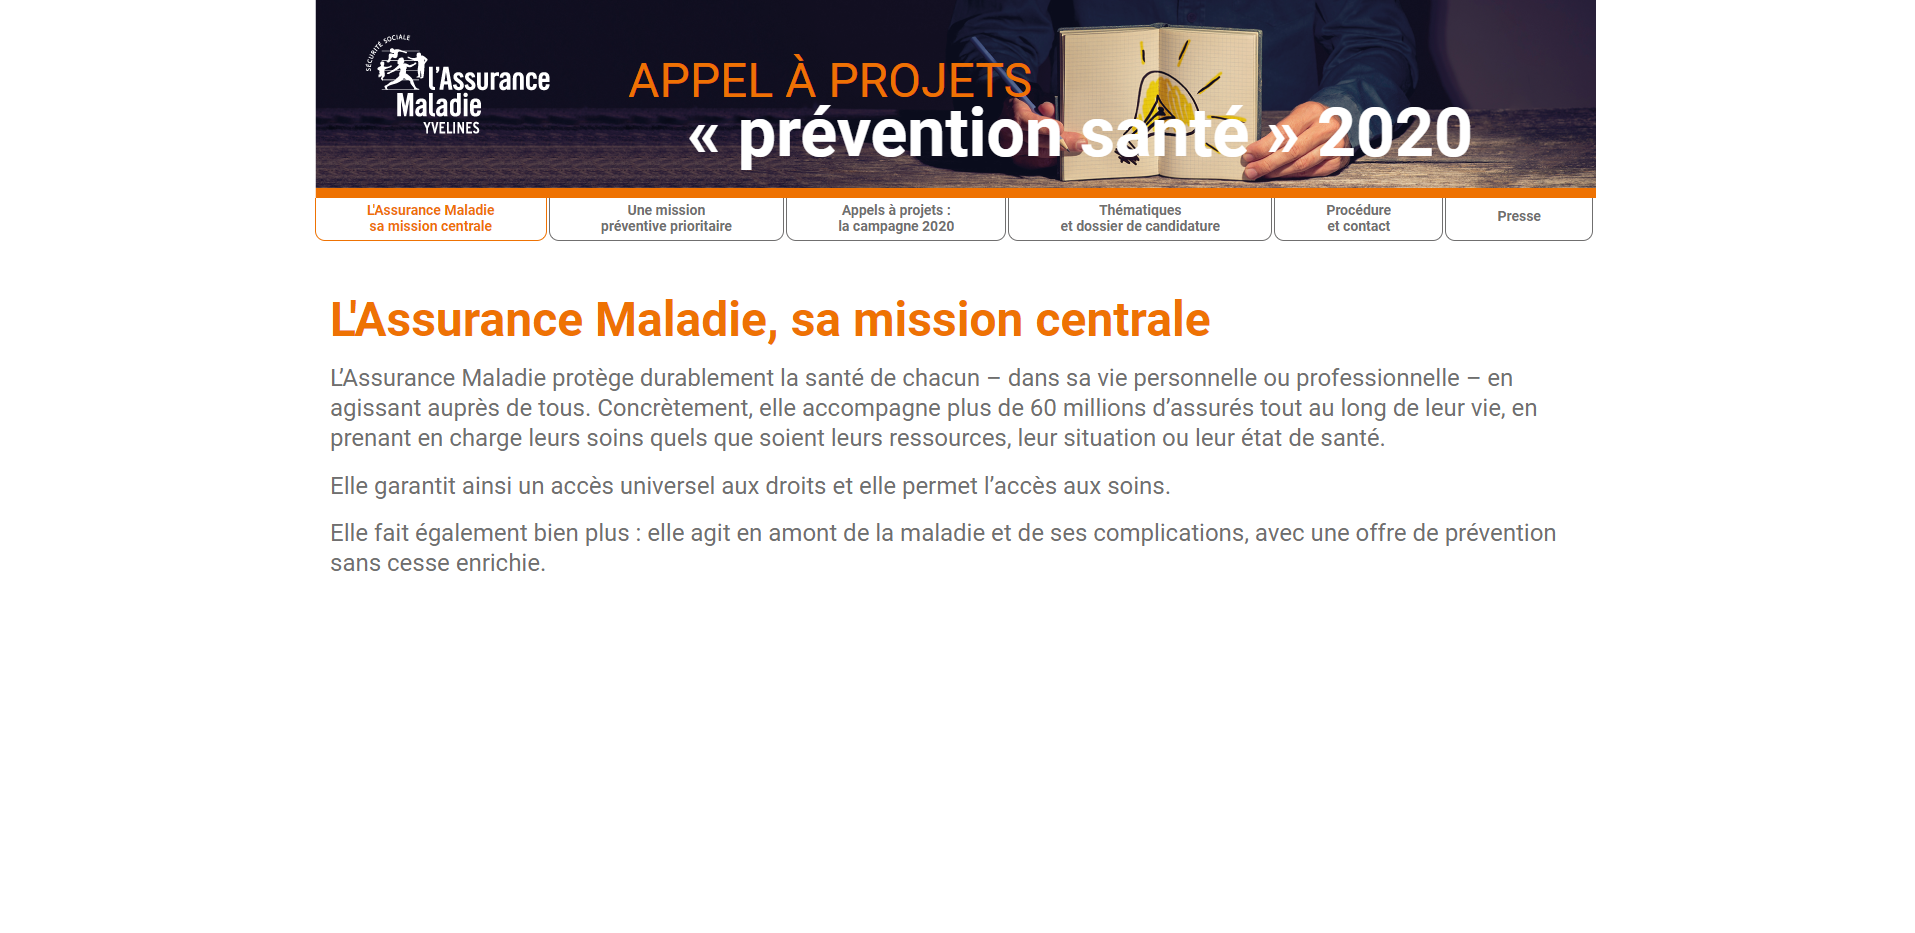 SÉCURITÉ SOCIALE
l'Assurance
Maladie
YVELINES
APPEL À PROJETS
« prévention santé » 2020
L'Assurance Maladie
sa mission centrale
Une mission
préventive prioritaire
Appels à projets :
la campagne 2020
Thématiques
et dossier de candidature
Procédure
et contact
Presse
L'Assurance Maladie, sa mission centrale
L’Assurance Maladie protège durablement la santé de chacun – dans sa vie personnelle ou professionnelle – en
agissant auprès de tous. Concrètement, elle accompagne plus de 60 millions d’assurés tout au long de leur vie, en
prenant en charge leurs soins quels que soient leurs ressources, leur situation ou leur état de santé.
Elle garantit ainsi un accès universel aux droits et elle permet l’accès aux soins.
Elle fait également bien plus : elle agit en amont de la maladie et de ses complications, avec une offre de prévention
sans cesse enrichie.